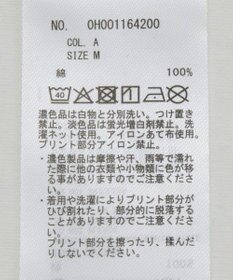 NO. 0H001164200
COL. A
SIZE M
綿 100%
40
濃色品は白物と分別洗い。つけ置き
禁止。淡色品は蛍光増白剤禁止。洗
濯ネット使用。アイロンあて布使用。
プリント部分アイロン禁止。
・濃色製品は摩擦や汗、雨等で濡れ
た際に他の衣類や小物類に色が移
る事がありますのでご注意くださ
い。
・着用や洗濯によりプリント部分が
ひび割れたり、部分的に脱落する
ことがありますのでご注意くださ
い。
プリント部分を擦ったり、揉んだ
りしないでください。